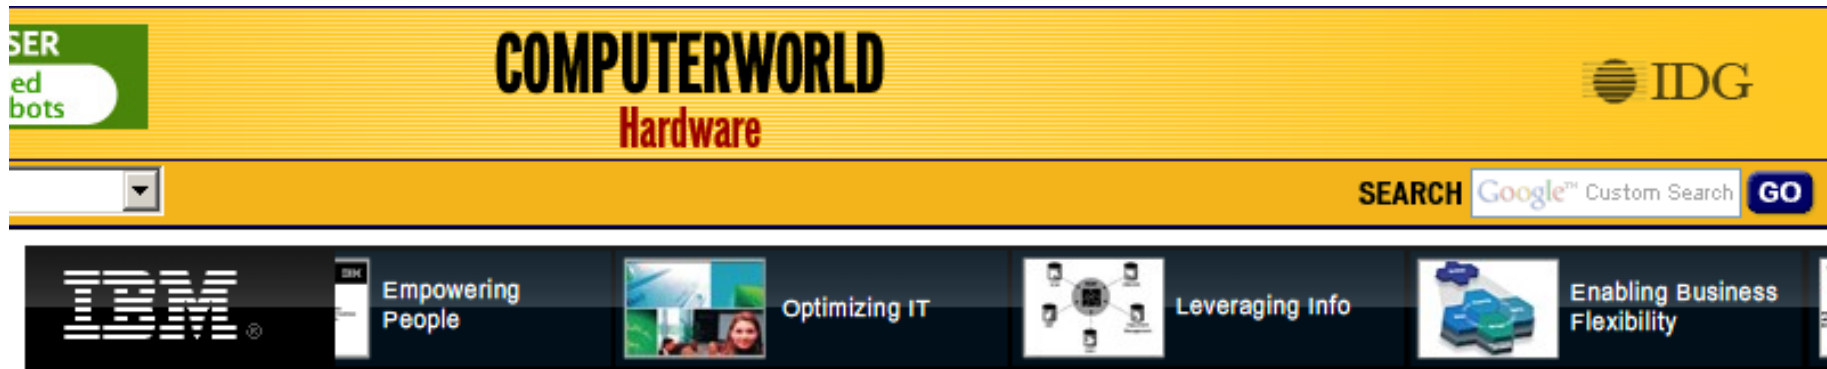 SER
ed
bots
COMPUTERWORLD
Hardware
IDG
SEARCH Google™ Custom Search GO
IBM®
Empowering
People
Optimizing IT
Leveraging Info
Enabling Business
Flexibility